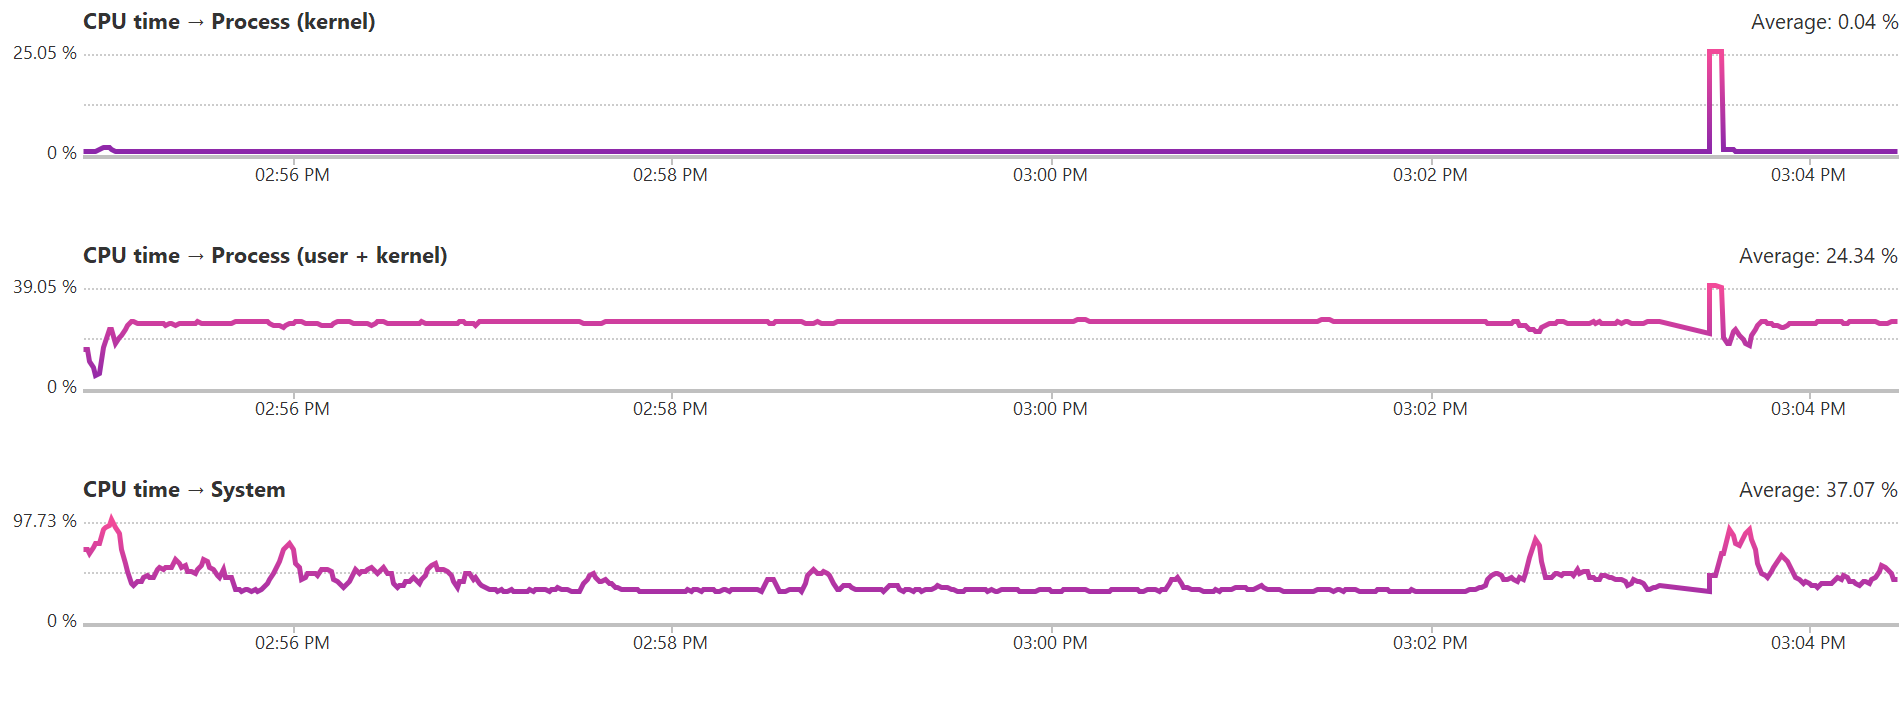 CPU time → Process (kernel) Average: 0.04 %
25.05 %
0 %
02:56 PM 02:58 PM 03:00 PM 03:02 PM 03:04 PM
CPU time → Process (user + kernel) Average: 24.34 %
39.05 %
0 %
02:56 PM 02:58 PM 03:00 PM 03:02 PM 03:04 PM
CPU time → System Average: 37.07 %
97.73 %
0 %
02:56 PM 02:58 PM 03:00 PM 03:02 PM 03:04 PM